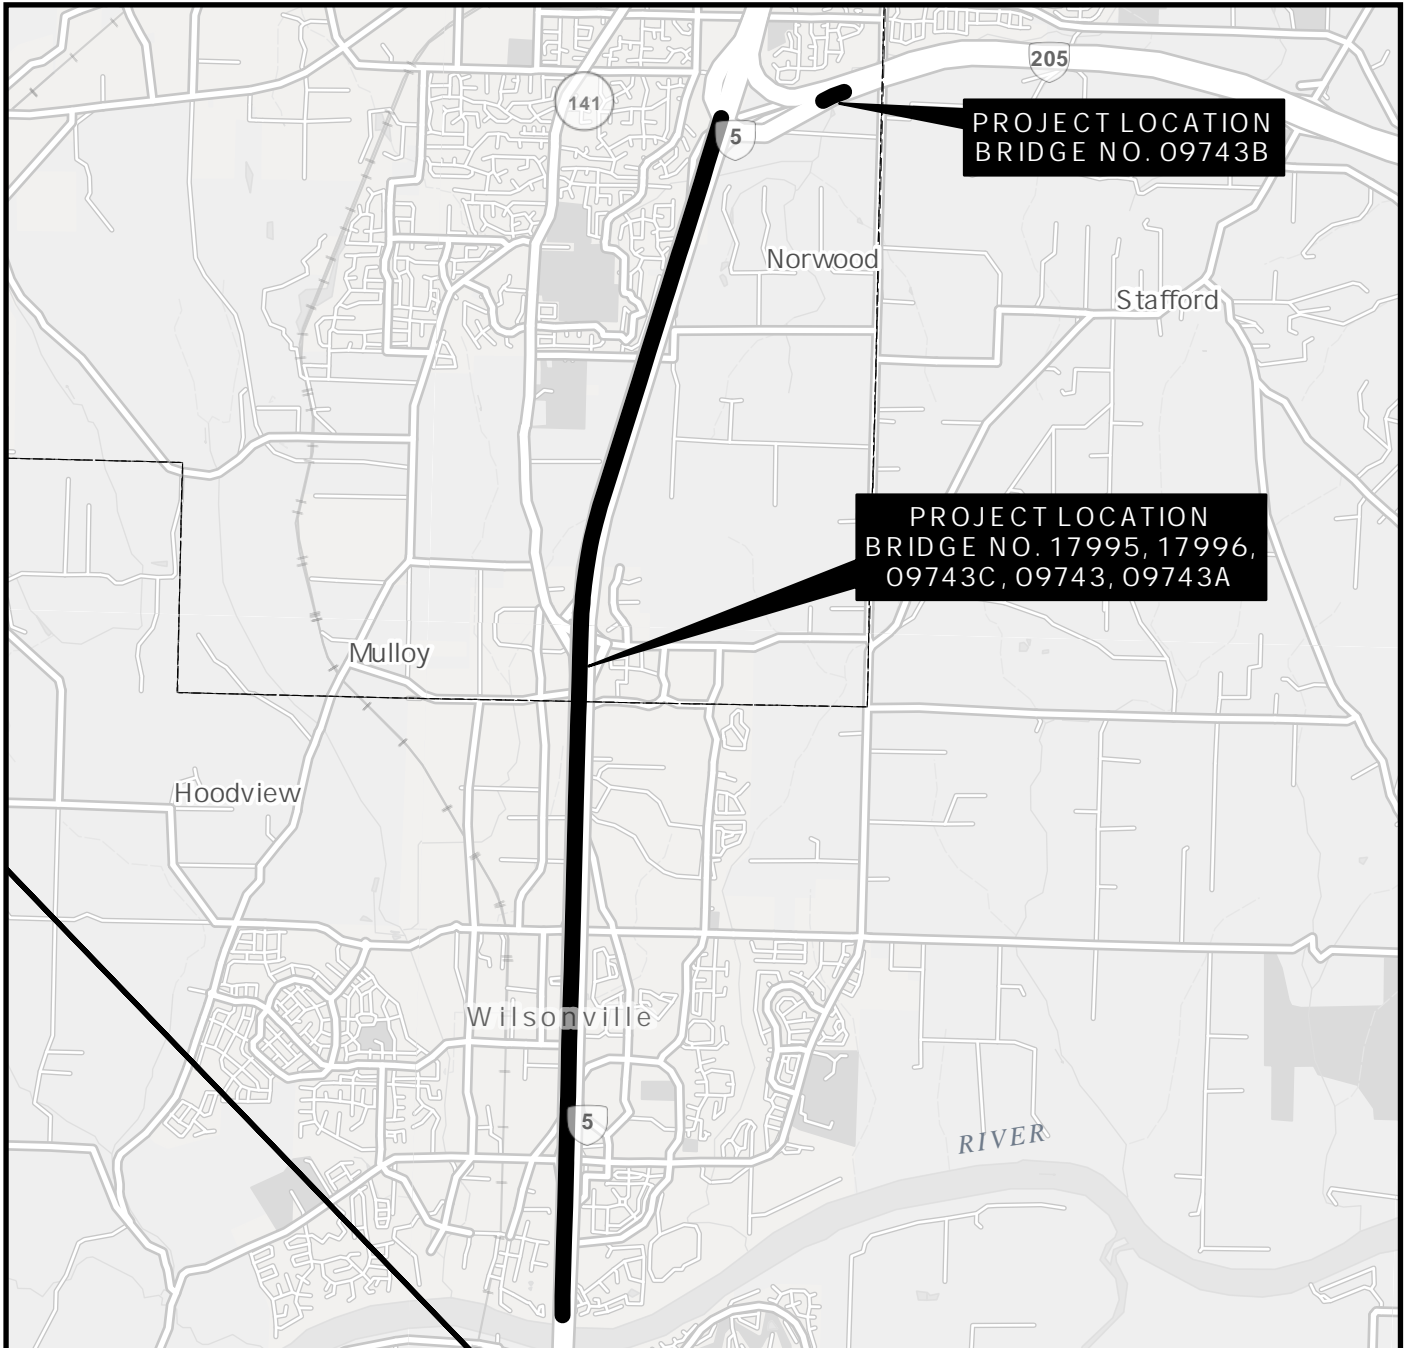 205
141
5
PROJECT LOCATION
BRIDGE NO. 09743B
Norwood
Stafford
PROJECT LOCATION
BRIDGE NO. 17995, 17996,
09743C, 09743, 09743A
Mulloy
Hoodview
Wilsonville
5
RIVER